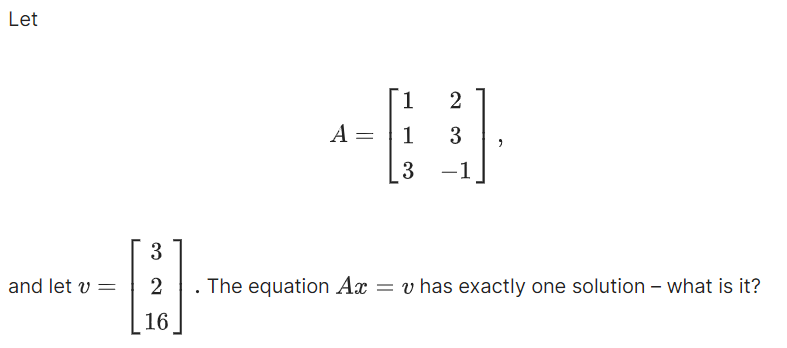 Let
A = [1 2
1 3
3 −1],
and let v = [3
2
16]. The equation Ax = v has exactly one solution – what is it?